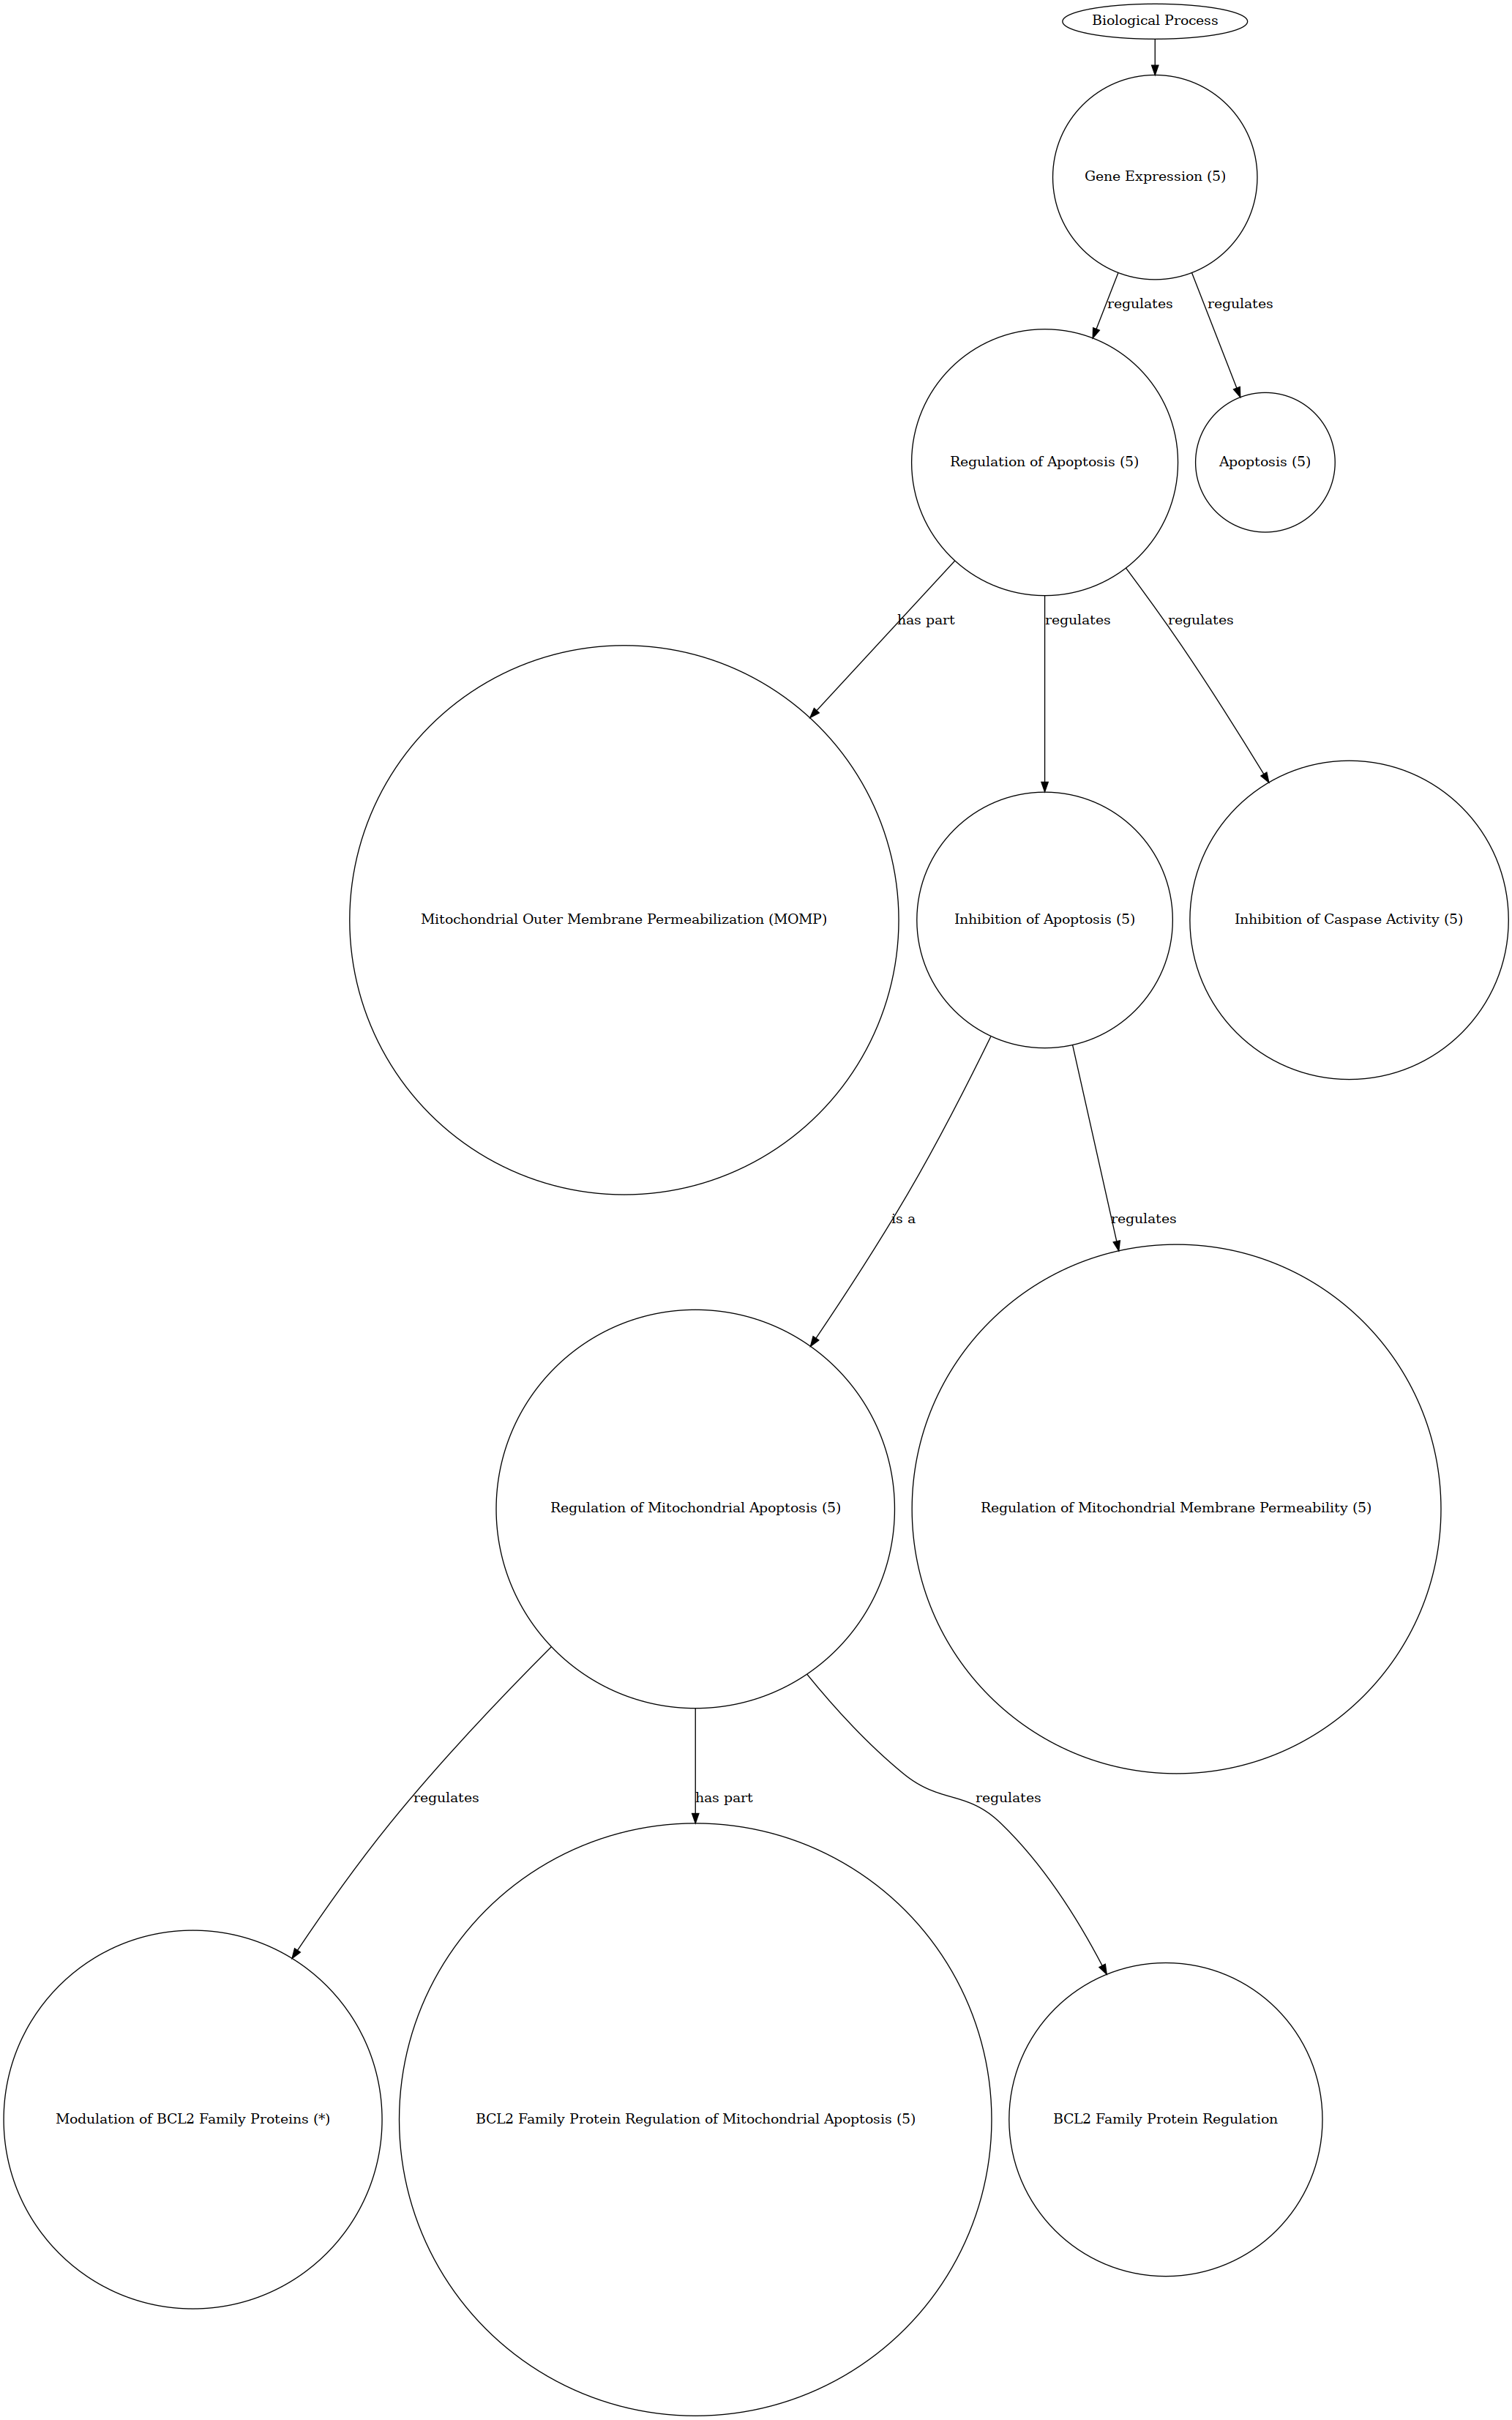 Biological Process
Gene Expression (5)
regulates
regulates
Regulation of Apoptosis (5)
Apoptosis (5)
has part
regulates
regulates
Mitochondrial Outer Membrane Permeabilization (MOMP)
Inhibition of Apoptosis (5)
Inhibition of Caspase Activity (5)
is a
regulates
Regulation of Mitochondrial Apoptosis (5)
Regulation of Mitochondrial Membrane Permeability (5)
regulates
has part
regulates
Modulation of BCL2 Family Proteins (*)
BCL2 Family Protein Regulation of Mitochondrial Apoptosis (5)
BCL2 Family Protein Regulation